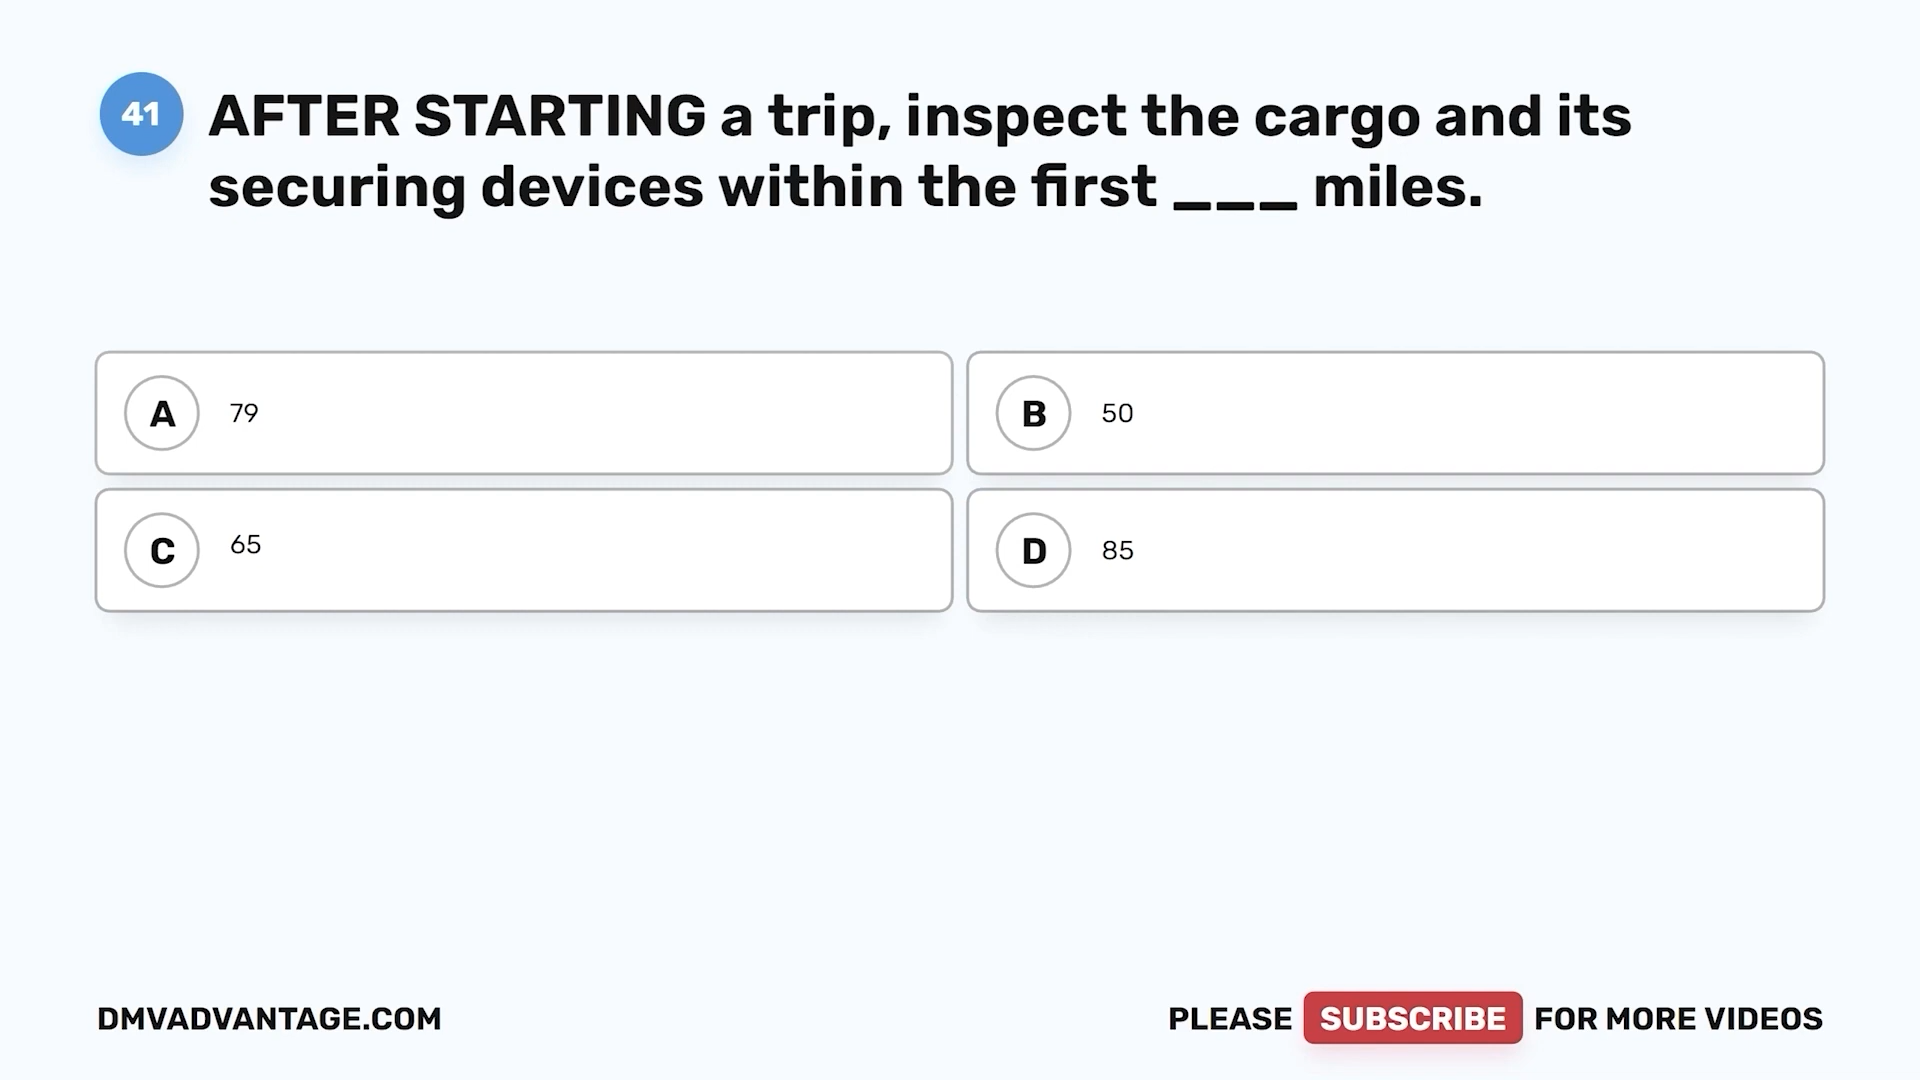 41
AFTER STARTING a trip, inspect the cargo and its
securing devices within the first ___ miles.
A 79
B 50
C 65
D 85
DMVADVANTAGE.COM
PLEASE SUBSCRIBE FOR MORE VIDEOS